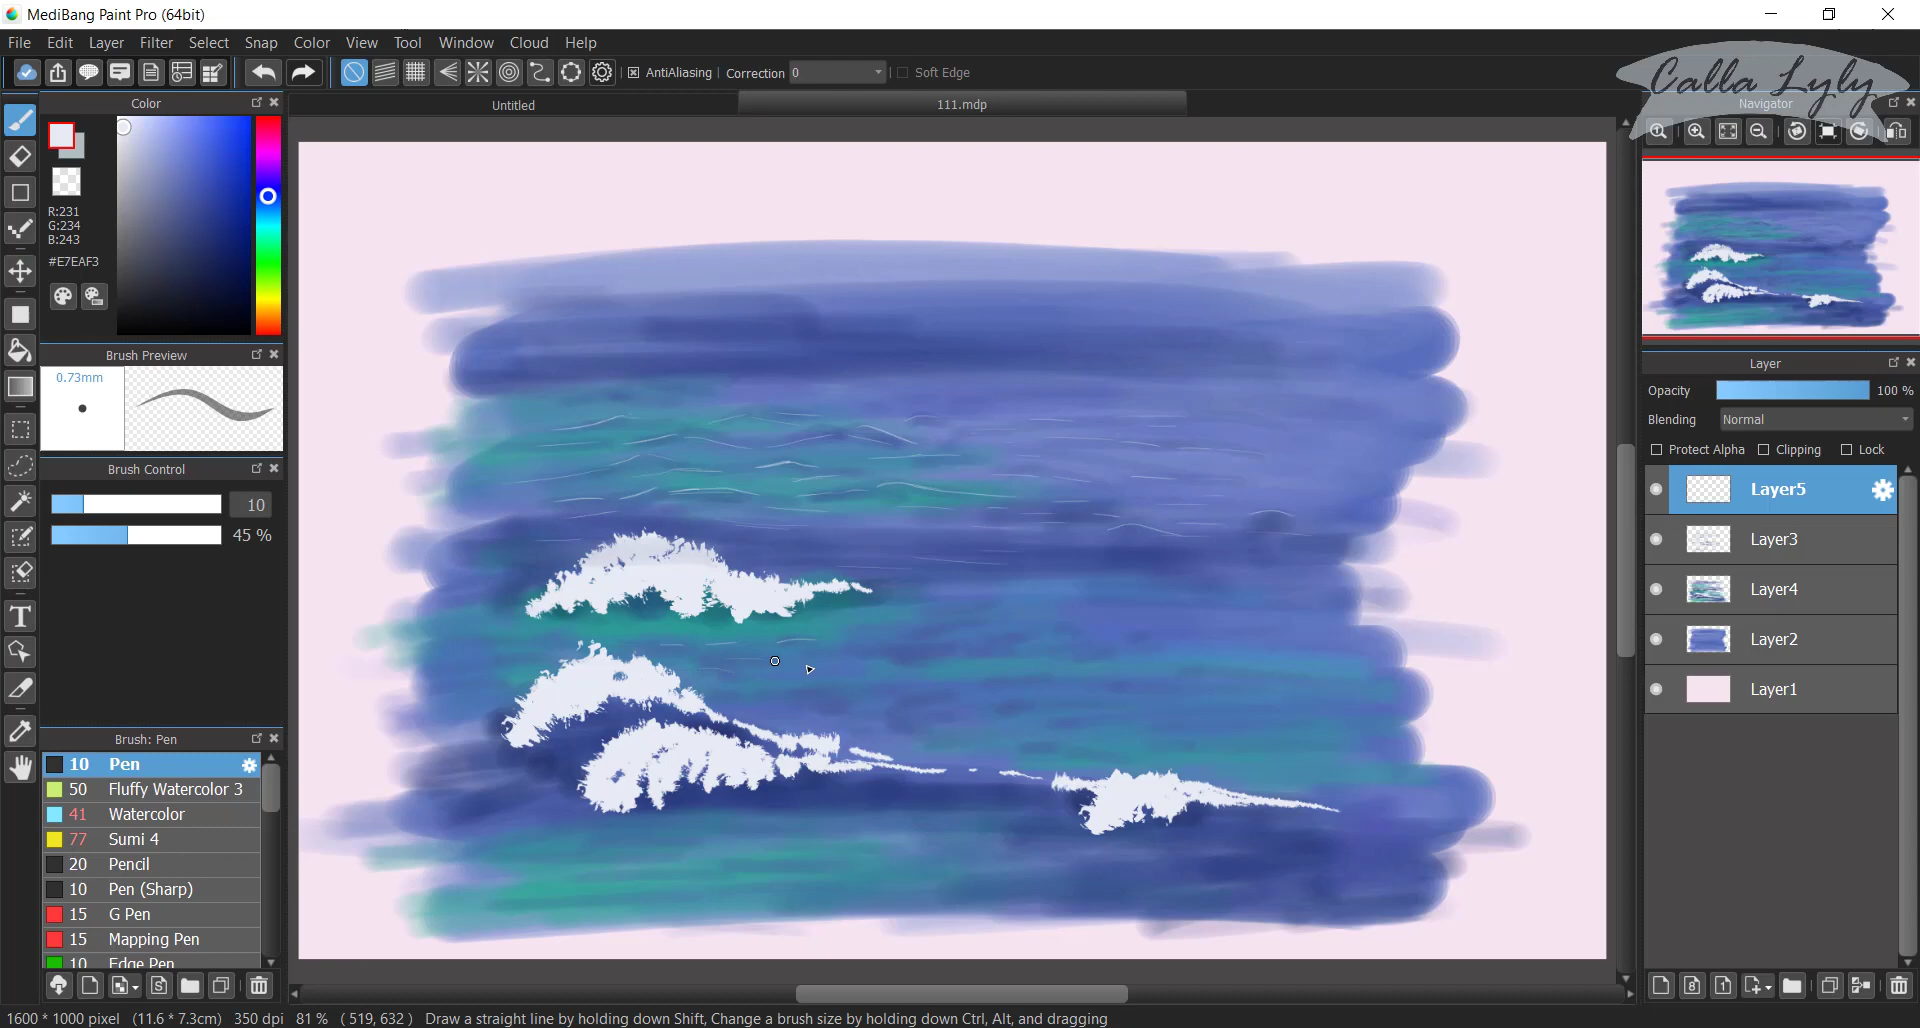 MediBang Paint Pro (64bit)
File Edit Layer Filter Select Snap Color View Tool Window Cloud Help
AntiAliasing Correction 0 Soft Edge
Calla Lyly
Color
Untitled
111.mdp
Navigator
R:231
G:234
B:243
#E7EAF3
Brush Preview
0.73mm
Brush Control
10
45 %
Brush: Pen
10 Pen
50 Fluffy Watercolor 3
41 Watercolor
77 Sumi 4
20 Pencil
10 Pen (Sharp)
15 G Pen
15 Mapping Pen
10 Edge Pen
Layer
Opacity 100 %
Blending Normal
Protect Alpha Clipping Lock
Layer5
Layer3
Layer4
Layer2
Layer1
1600 * 1000 pixel (11.6 * 7.3cm) 350 dpi 81 % ( 519, 632 ) Draw a straight line by holding down Shift, Change a brush size by holding down Ctrl, Alt, and dragging